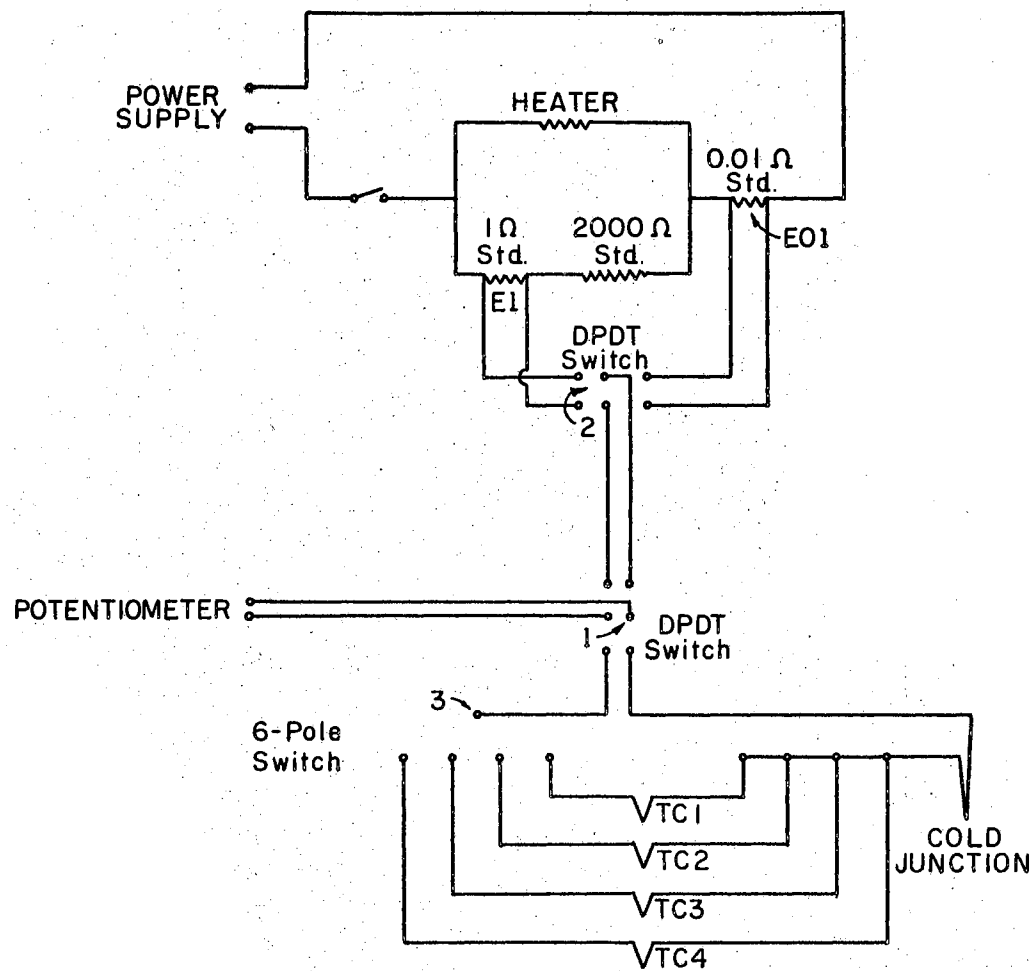 POWER
SUPPLY
HEATER
0.01 Ω
Std.
E01
1 Ω
Std.
2000 Ω
Std.
E1
DPDT
Switch
2
POTENTIOMETER
1
DPDT
Switch
3
6-Pole
Switch
TC1
TC2
TC3
TC4
COLD
JUNCTION